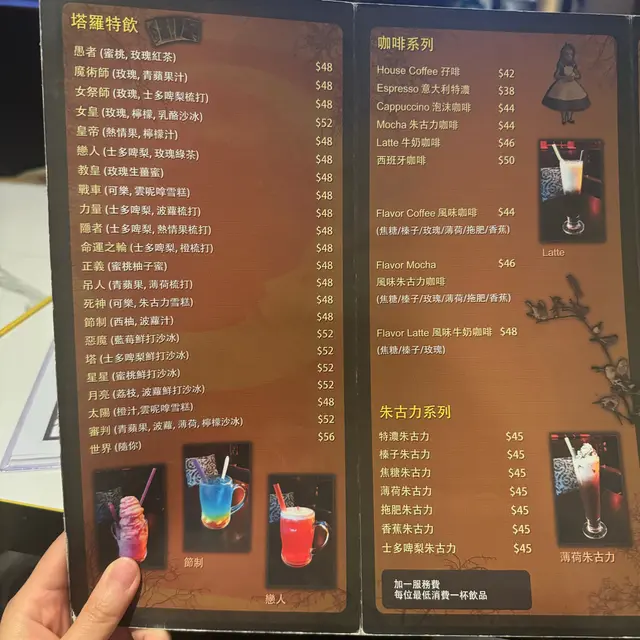 塔羅特飲
愚者 (蜜桃, 玫瑰紅茶) $48
魔術師 (玫瑰, 青蘋果汁) $48
女祭師 (玫瑰, 士多啤梨梳打) $48
女皇 (玫瑰, 檸檬, 乳酪沙冰) $52
皇帝 (熱情果, 檸檬汁) $48
戀人 (士多啤梨, 玫瑰綠茶) $48
教皇 (玫瑰生薑蜜) $48
戰車 (可樂, 雲呢嗱雪糕) $48
力量 (士多啤梨, 波蘿梳打) $48
隱者 (士多啤梨, 熱情果梳打) $48
命運之輪 (士多啤梨, 橙梳打) $48
正義 (蜜桃柚子蜜) $48
吊人 (青蘋果, 薄荷梳打) $48
死神 (可樂, 朱古力雪糕) $48
節制 (西柚, 波蘿汁) $48
惡魔 (藍莓鮮打沙冰) $52
塔 (士多啤梨鮮打沙冰) $52
星星 (蜜桃鮮打沙冰) $52
月亮 (荔枝, 波蘿鮮打沙冰) $52
太陽 (橙汁,雲呢嗱雪糕) $48
審判 (青蘋果, 波蘿, 薄荷, 檸檬沙冰) $52
世界 (隨你) $56
節制
戀人
咖啡系列
House Coffee 孖啡 $42
Espresso 意大利特濃 $38
Cappuccino 泡沫咖啡 $44
Mocha 朱古力咖啡 $44
Latte 牛奶咖啡 $46
西班牙咖啡 $50
Latte
Flavor Coffee 風味咖啡 $44
(焦糖/榛子/玫瑰/薄荷/拖肥/香蕉)
Flavor Mocha $46
風味朱古力咖啡
(焦糖/榛子/玫瑰/薄荷/拖肥/香蕉)
Flavor Latte 風味牛奶咖啡 $48
(焦糖/榛子/玫瑰)
朱古力系列
特濃朱古力 $45
榛子朱古力 $45
焦糖朱古力 $45
薄荷朱古力 $45
拖肥朱古力 $45
香蕉朱古力 $45
士多啤梨朱古力 $45
薄荷朱古力
加一服務費
每位最低消費一杯飲品